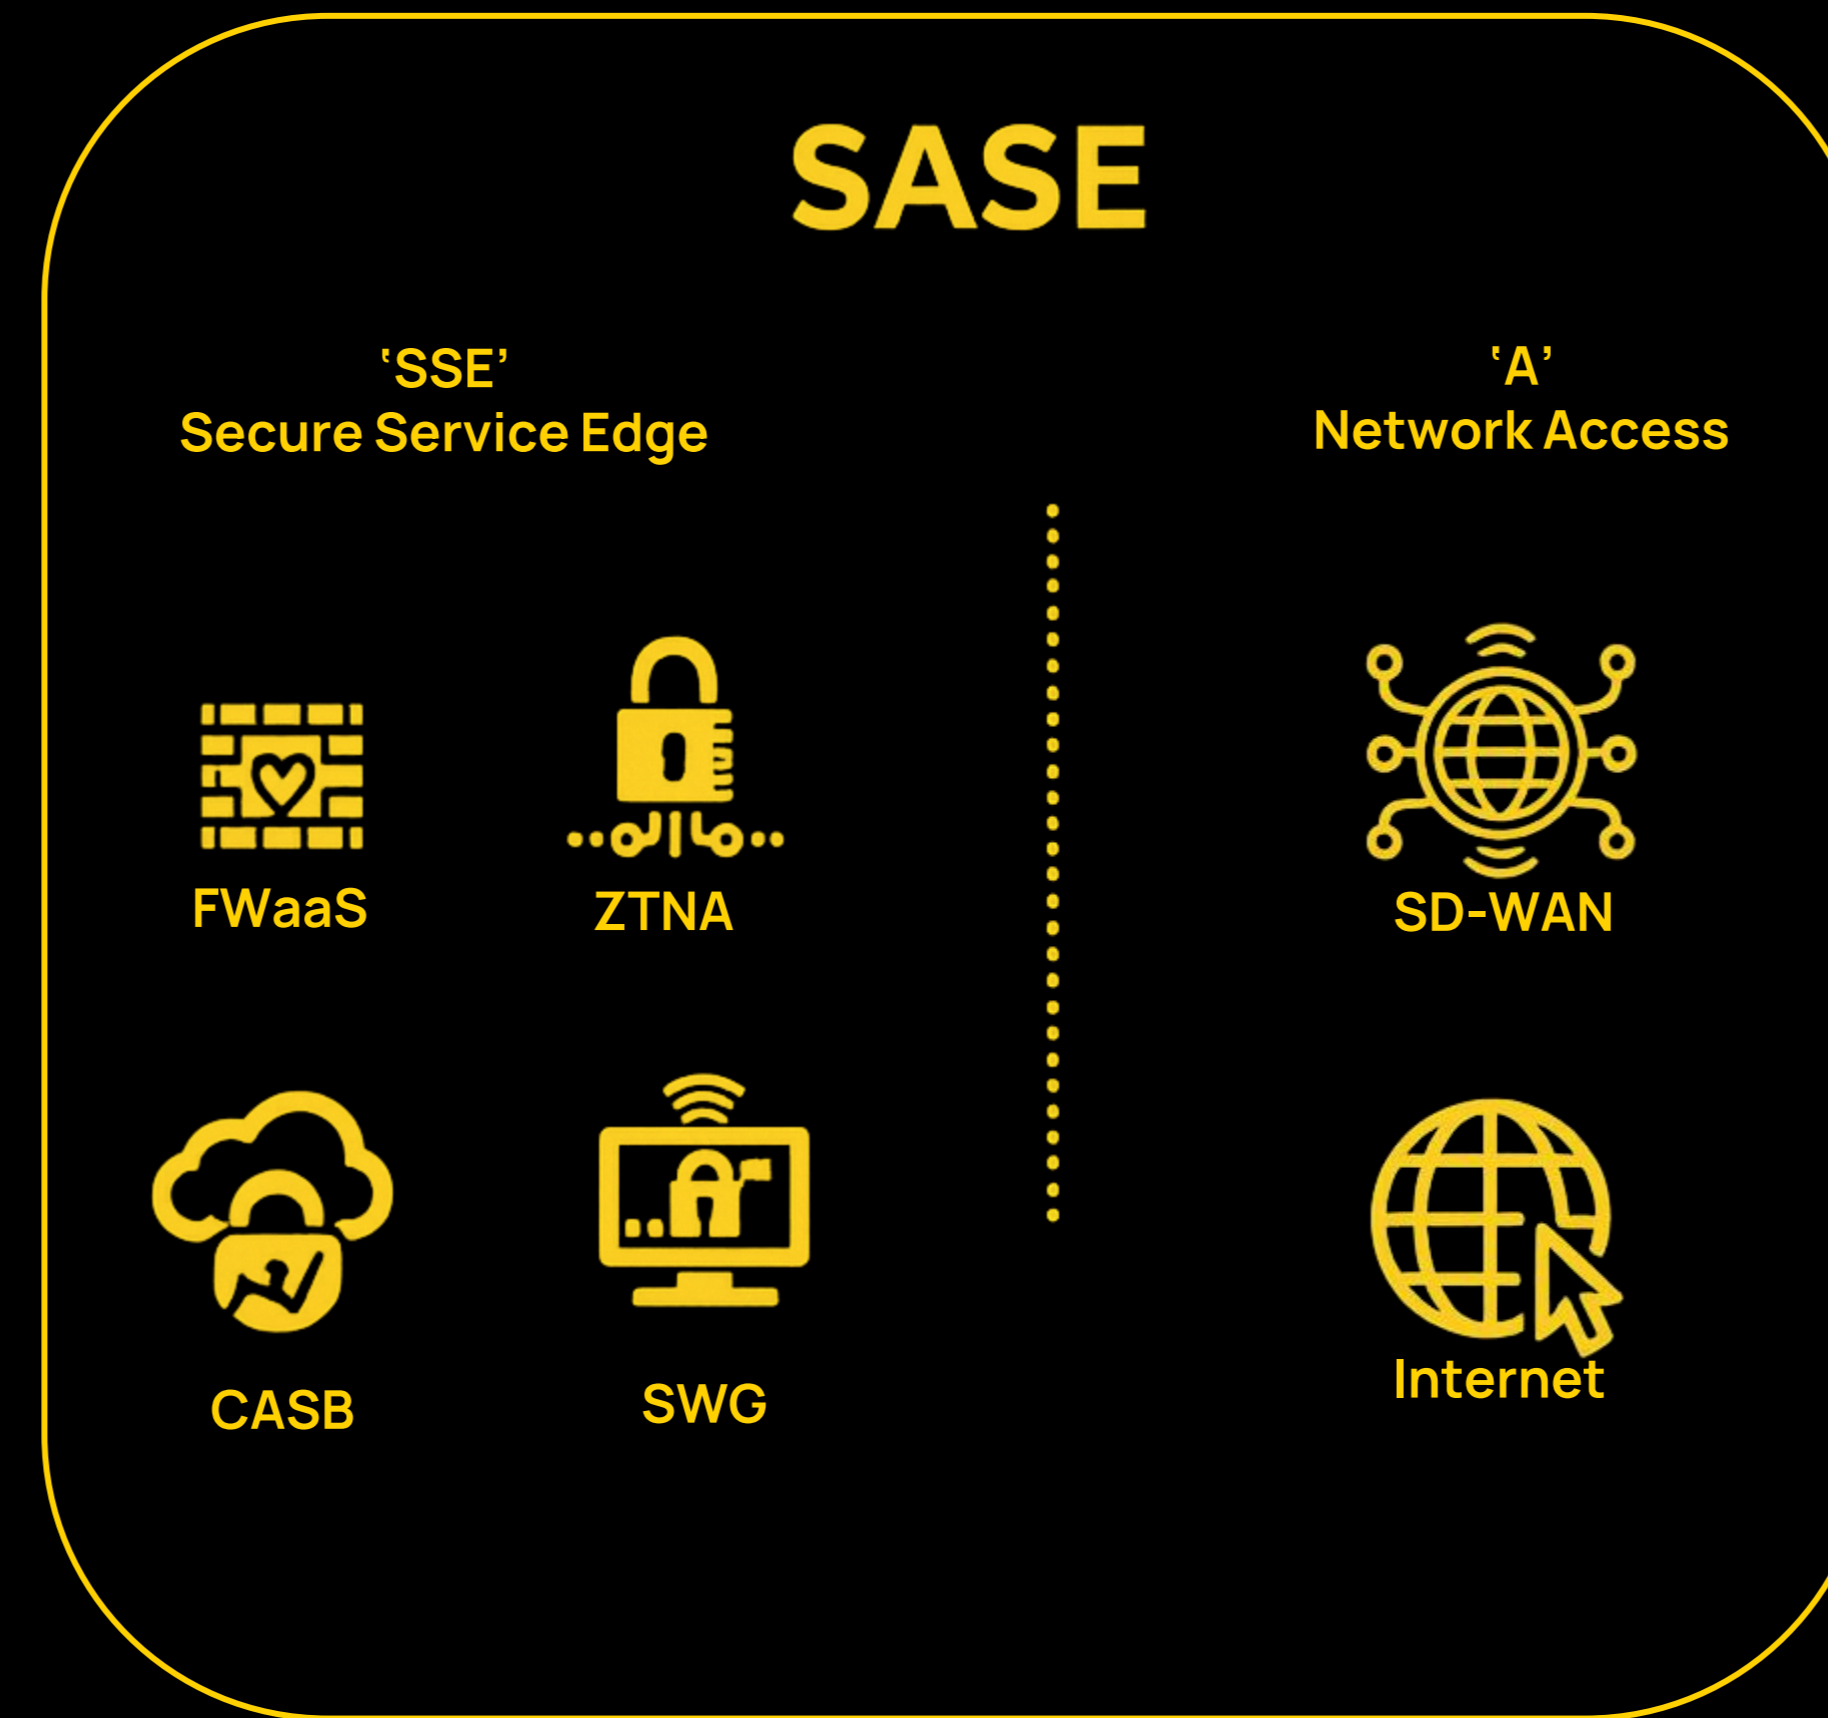 SASE
‘SSE’
Secure Service Edge
‘A’
Network Access
FWaaS
ZTNA
SD-WAN
CASB
SWG
Internet